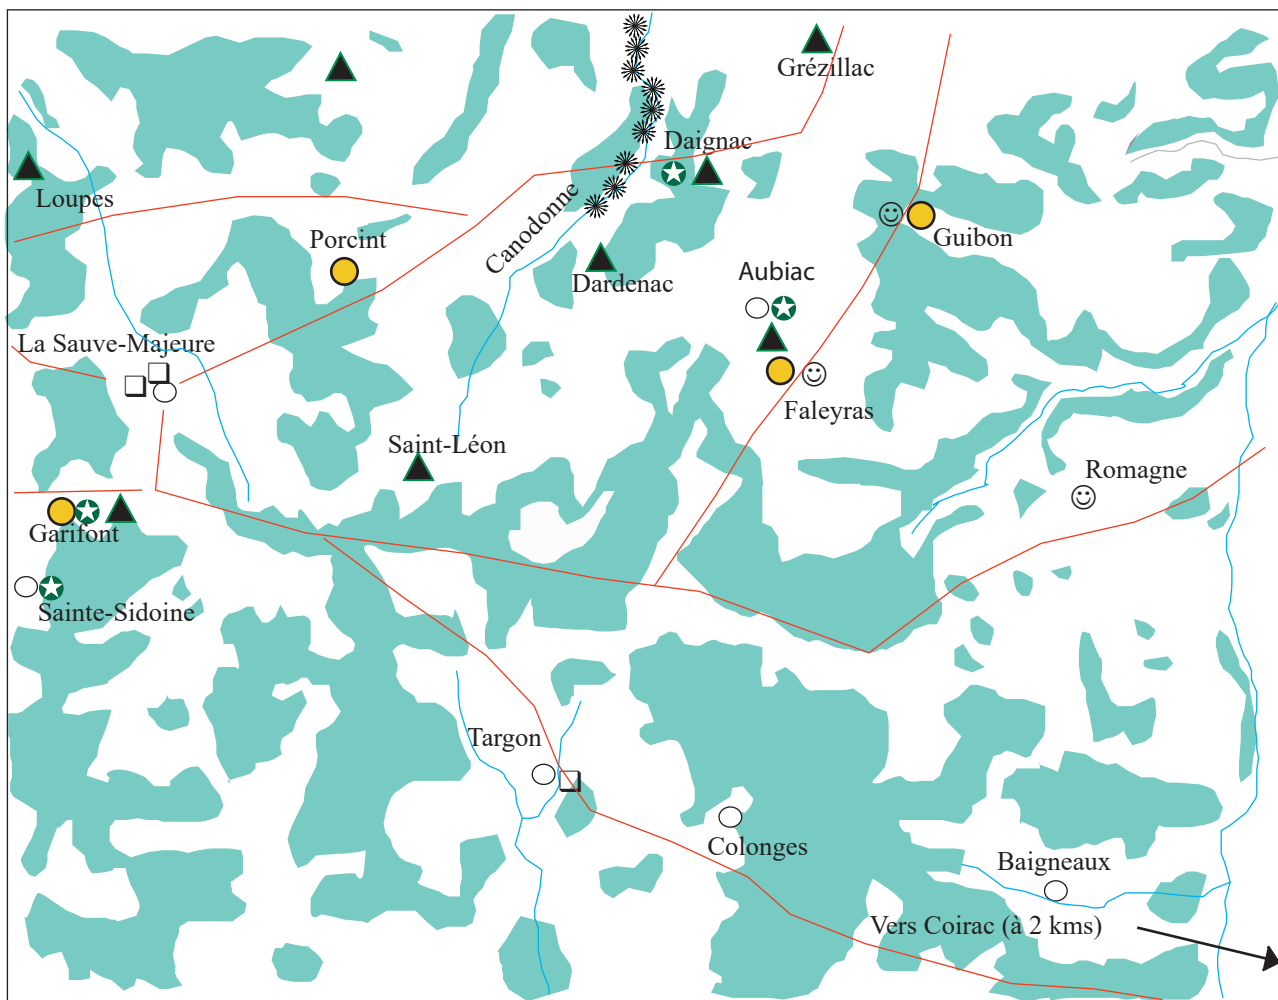 Grézillac
Daignac
Loupes
Canodonne
Porcint
Guibon
Dardenac
Aubiac
La Sauve-Majeure
Faleyras
Saint-Léon
Romagne
Garifont
Sainte-Sidoine
Targon
Colonges
Baigneaux
Vers Coirac (à 2 kms)